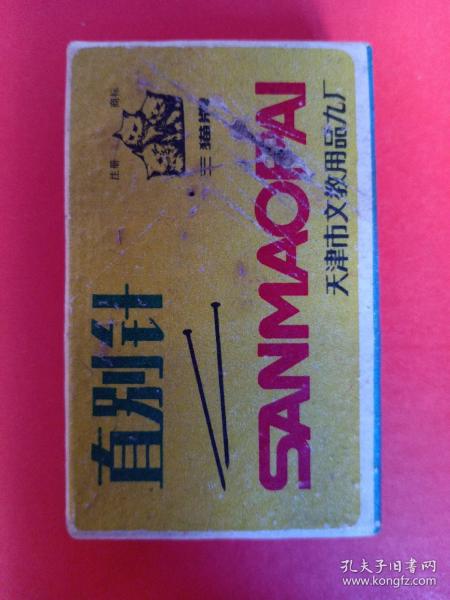 注册 商标
三猫牌
直别针
SANMAOPAI
天津市文教用品九厂
孔夫子旧书网
www.kongfz.com